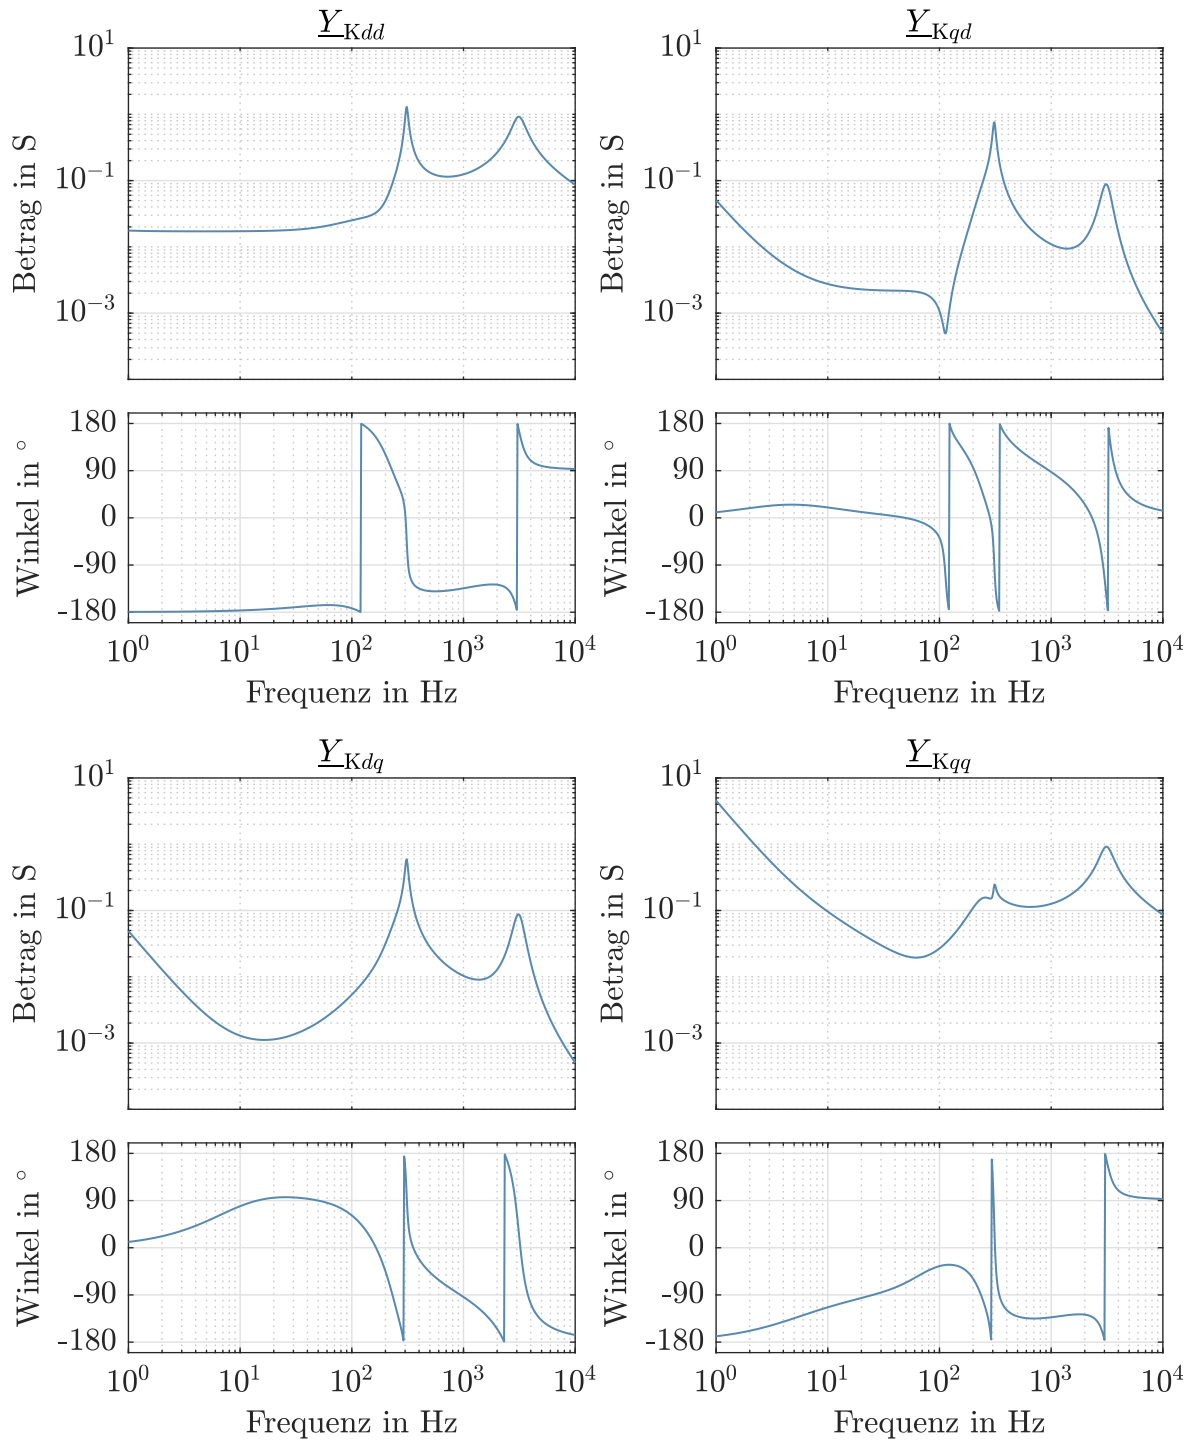 Y_Kdd
10^1
10^-1
10^-3
Betrag in S
180
90
0
-90
-180
Winkel in °
10^0 10^1 10^2 10^3 10^4
Frequenz in Hz
Y_Kqd
10^1
10^-1
10^-3
Betrag in S
180
90
0
-90
-180
Winkel in °
10^0 10^1 10^2 10^3 10^4
Frequenz in Hz
Y_Kdq
10^1
10^-1
10^-3
Betrag in S
180
90
0
-90
-180
Winkel in °
10^0 10^1 10^2 10^3 10^4
Frequenz in Hz
Y_Kqq
10^1
10^-1
10^-3
Betrag in S
180
90
0
-90
-180
Winkel in °
10^0 10^1 10^2 10^3 10^4
Frequenz in Hz